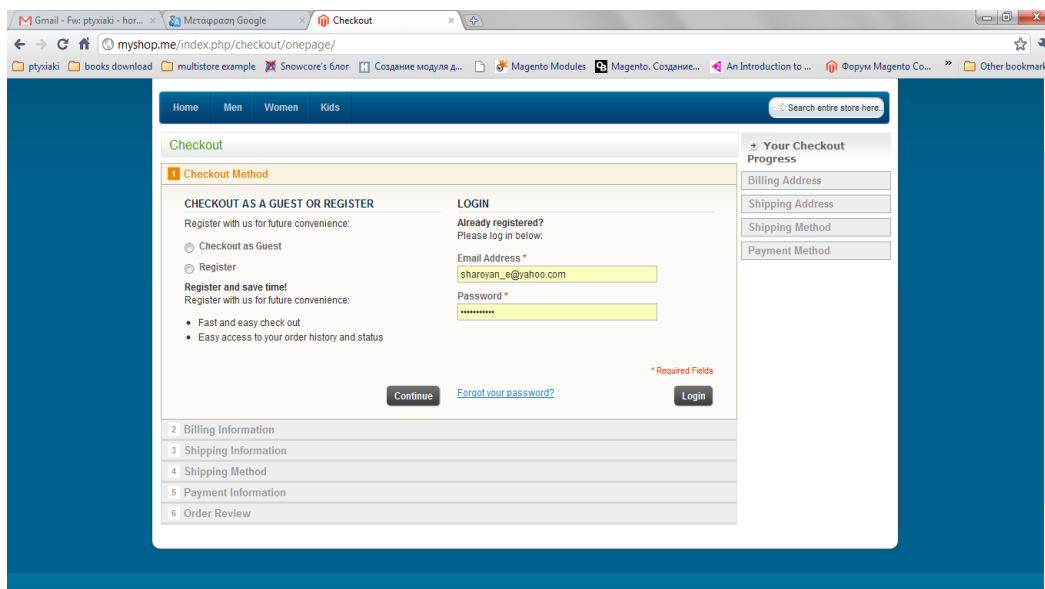 Gmail - Fw: ptyxiaki - hor...
Μετάφραση Google
Checkout
myshop.me/index.php/checkout/onepage/
ptyxiaki
books download
multistore example
Snowcore's блог
Создание модуля д...
Magento Modules
Magento. Создание...
An Introduction to ...
Форум Magento Co...
»
Other bookmark
Home
Men
Women
Kids
Search entire store here.
Checkout
1 Checkout Method
CHECKOUT AS A GUEST OR REGISTER
Register with us for future convenience:
Checkout as Guest
Register
Register and save time!
Register with us for future convenience:
• Fast and easy check out
• Easy access to your order history and status
Continue
LOGIN
Already registered?
Please log in below:
Email Address *
sharoyan_e@yahoo.com
Password *
•••••••••••
* Required Fields
Forgot your password?
Login
2 Billing Information
3 Shipping Information
4 Shipping Method
5 Payment Information
6 Order Review
Your Checkout
Progress
Billing Address
Shipping Address
Shipping Method
Payment Method